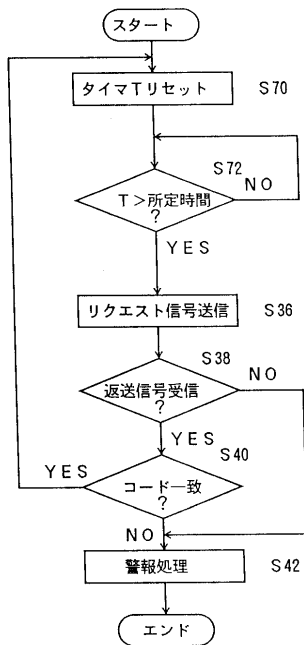 スタート
タイマTリセット S70
S72
T>所定時間
?
NO
YES
リクエスト信号送信 S36
S38
返送信号受信
?
NO
YES
S40
YES
コード一致
?
NO
警報処理 S42
エンド